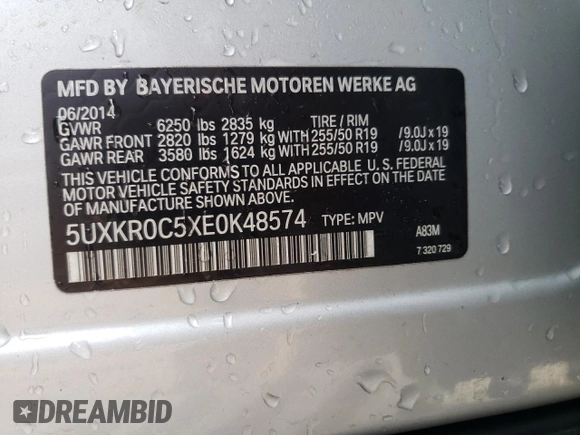 MFD BY BAYERISCHE MOTOREN WERKE AG
06/2014
GVWR 6250 lbs 2835 kg TIRE / RIM
GAWR FRONT 2820 lbs 1279 kg WITH 255/50 R19 /9.0J x 19
GAWR REAR 3580 lbs 1624 kg WITH 255/50 R19 /9.0J x 19
THIS VEHICLE CONFORMS TO ALL APPLICABLE U.S. FEDERAL
MOTOR VEHICLE SAFETY STANDARDS IN EFFECT ON THE DATE OF
MANUFACTURE SHOWN ABOVE.
5UXKR0C5XE0K48574 TYPE: MPV A83M
7 320 729
DREAMBID